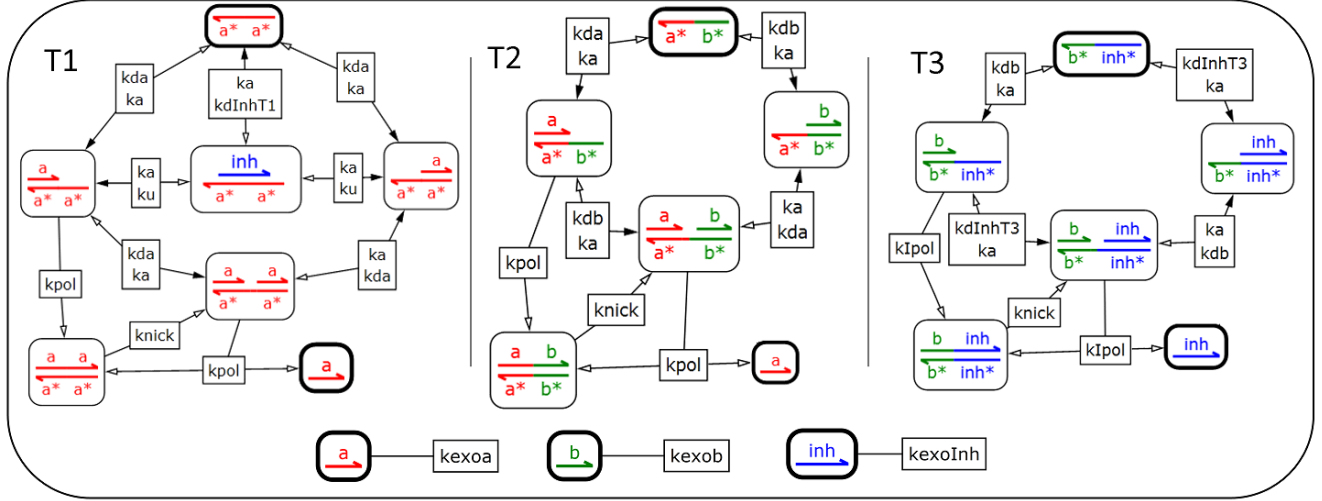 T1
a* a*
kda
ka
ka
kdInhT1
kda
ka
a
a* a*
ka
ku
inh
a* a*
ka
ku
a
a* a*
kda
ka
ka
kda
kpol
a a
a* a*
knick
a a
a* a*
kpol
a
T2
a* b*
kda
ka
kdb
ka
a
a* b*
b
a* b*
kdb
ka
a b
a* b*
ka
kda
kpol
knick
a b
a* b*
kpol
a
T3
b* inh*
kdb
ka
kdInhT3
ka
b
b* inh*
inh
b* inh*
kdInhT3
ka
b inh
b* inh*
ka
kdb
kIpol
knick
b inh
b* inh*
kIpol
inh
a
kexoa
b
kexob
inh
kexoInh